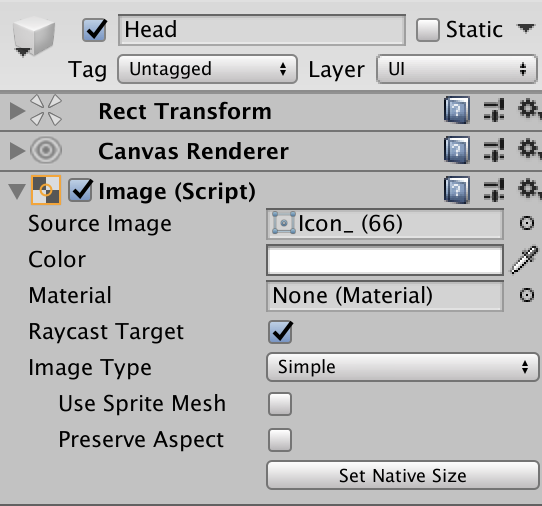 Head
Static
Tag Untagged Layer UI
Rect Transform
Canvas Renderer
Image (Script)
Source Image Icon_ (66)
Color
Material None (Material)
Raycast Target
Image Type Simple
Use Sprite Mesh
Preserve Aspect
Set Native Size